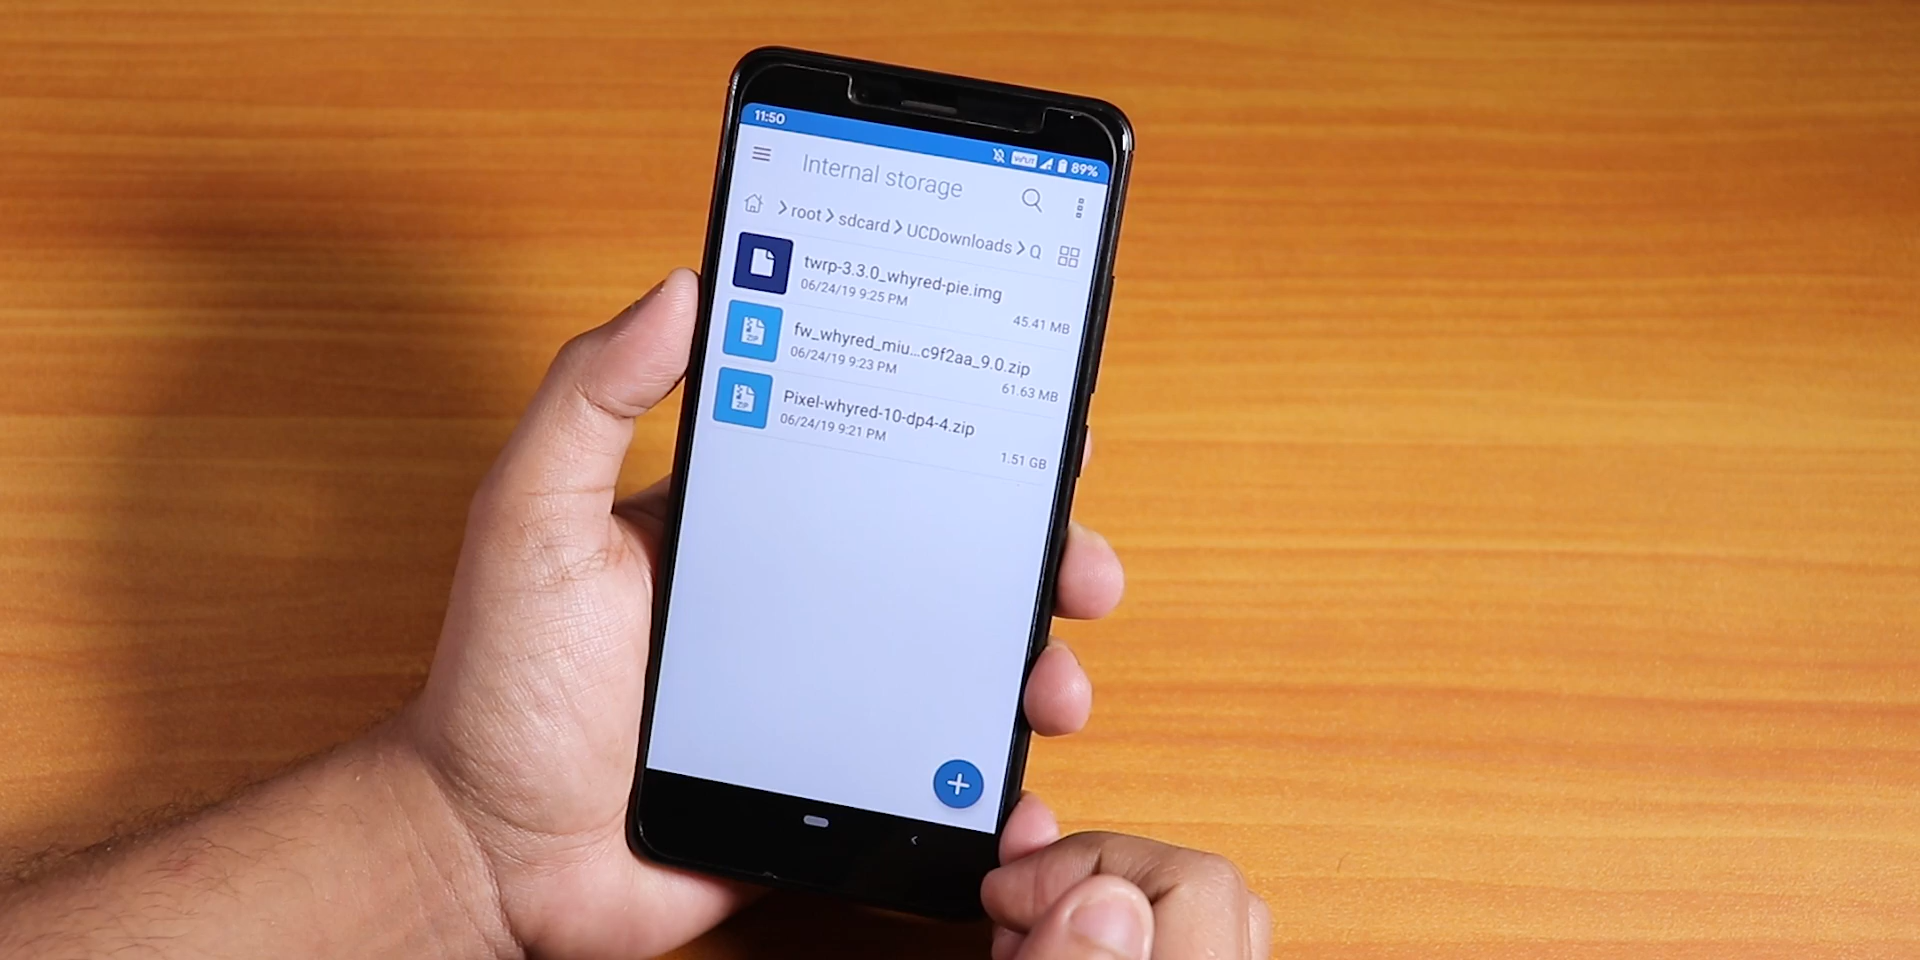 11:50
89%
Internal storage
root
sdcard
UCDownloads
Q
twrp-3.3.0_whyred-pie.img
06/24/19 9:25 PM
45.41 MB
fw_whyred_miu...c9f2aa_9.0.zip
06/24/19 9:23 PM
61.63 MB
ZIP
Pixel-whyred-10-dp4-4.zip
06/24/19 9:21 PM
1.51 GB
ZIP